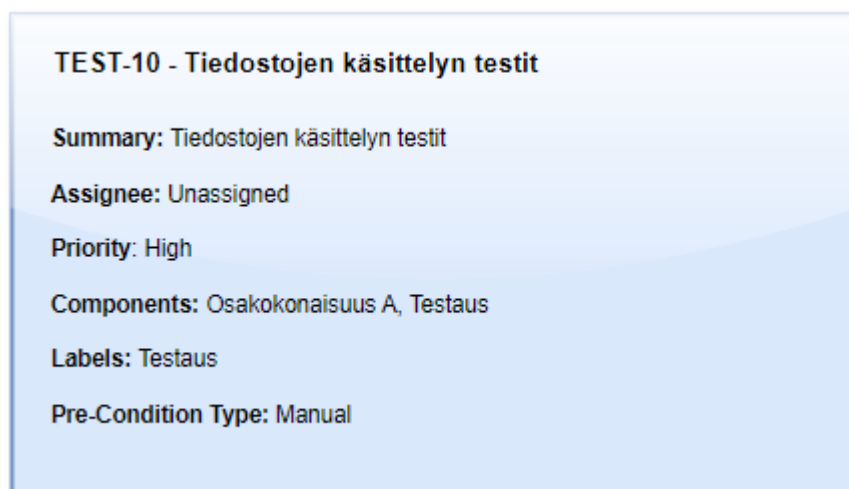 TEST-10 - Tiedostojen käsittelyn testit
Summary: Tiedostojen käsittelyn testit
Assignee: Unassigned
Priority: High
Components: Osakokonaisuus A, Testaus
Labels: Testaus
Pre-Condition Type: Manual